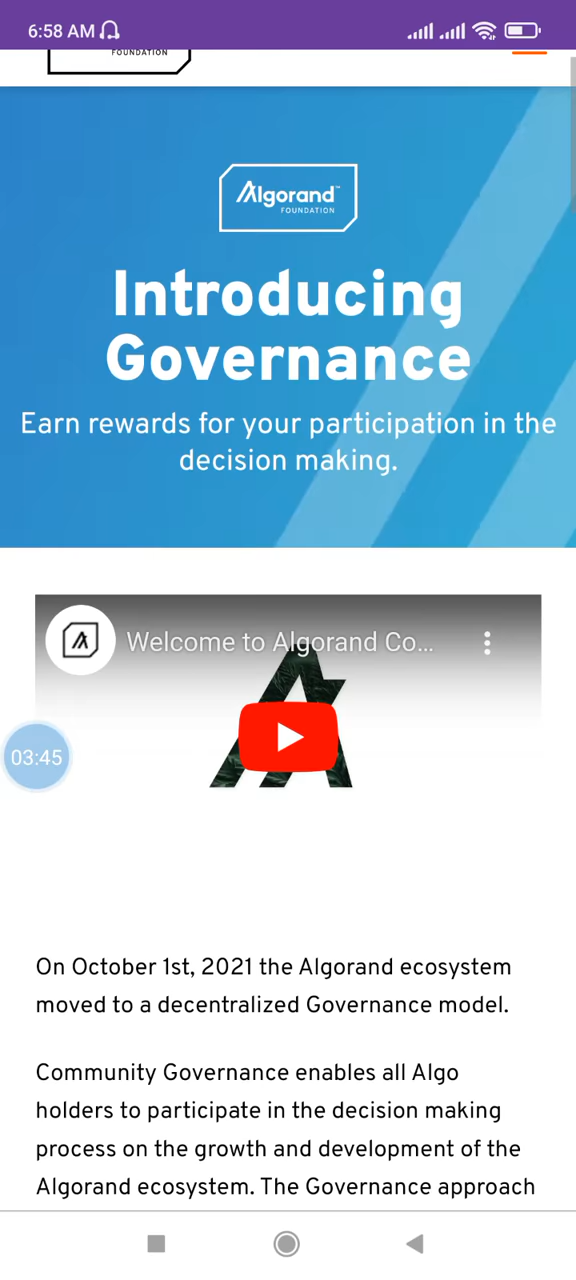 6:58 AM
FOUNDATION
Algorand™
FOUNDATION
Introducing
Governance
Earn rewards for your participation in the
decision making.
Welcome to Algorand Co...
03:45
On October 1st, 2021 the Algorand ecosystem
moved to a decentralized Governance model.
Community Governance enables all Algo
holders to participate in the decision making
process on the growth and development of the
Algorand ecosystem. The Governance approach